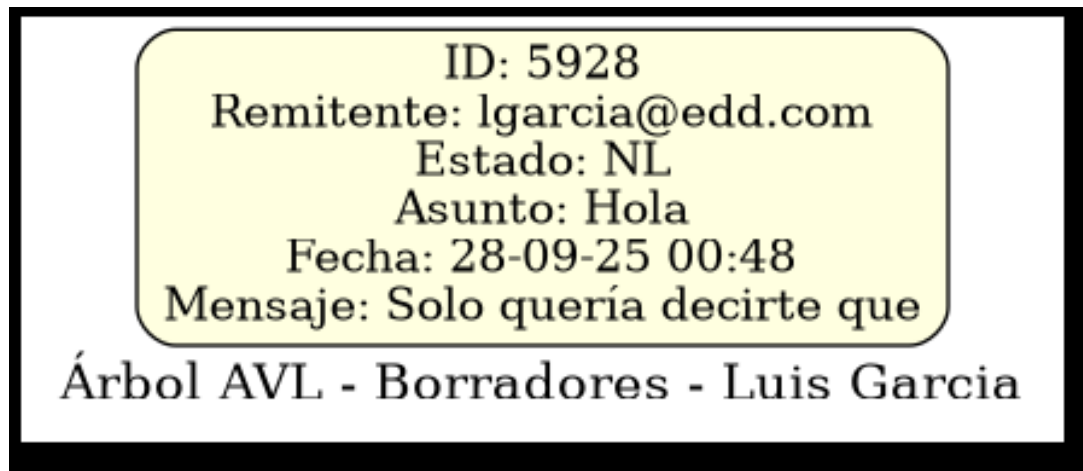 ID: 5928
Remitente: lgarcia@edd.com
Estado: NL
Asunto: Hola
Fecha: 28-09-25 00:48
Mensaje: Solo quería decirte que
Árbol AVL - Borradores - Luis Garcia